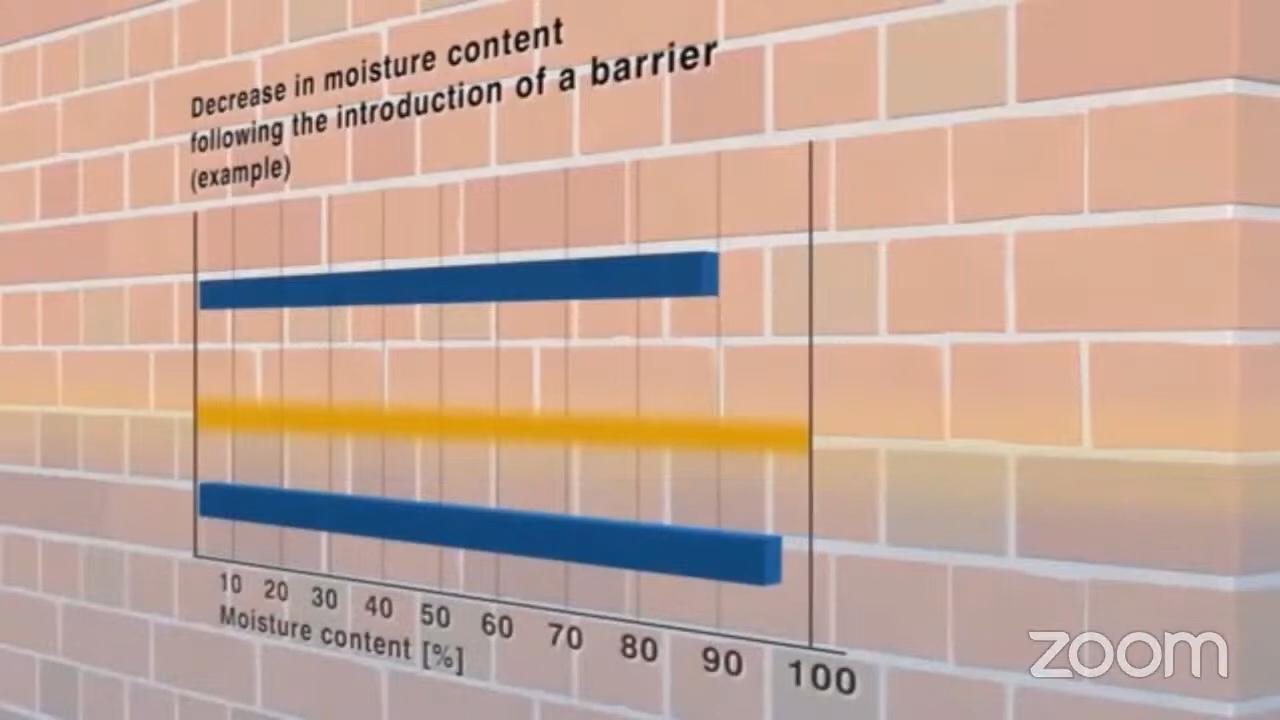 Decrease in moisture content
following the introduction of a barrier
(example)
10 20 30 40 50 60 70 80 90 100
Moisture content [%]
zoom